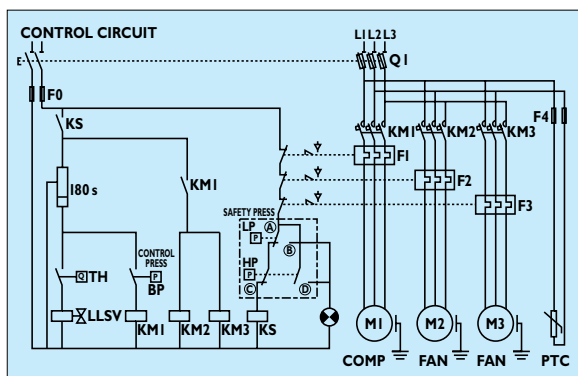 CONTROL CIRCUIT
L1 L2 L3
E
Q1
F0
F4
KS
KM1
KM2
KM3
F1
180 s
KM1
F2
SAFETY PRESS
F3
LP
P
A
B
CONTROL PRESS
HP
P
Q
TH
P
BP
C
D
LLSV
KM1
KM2
KM3
KS
M1
M2
M3
COMP
FAN
FAN
PTC